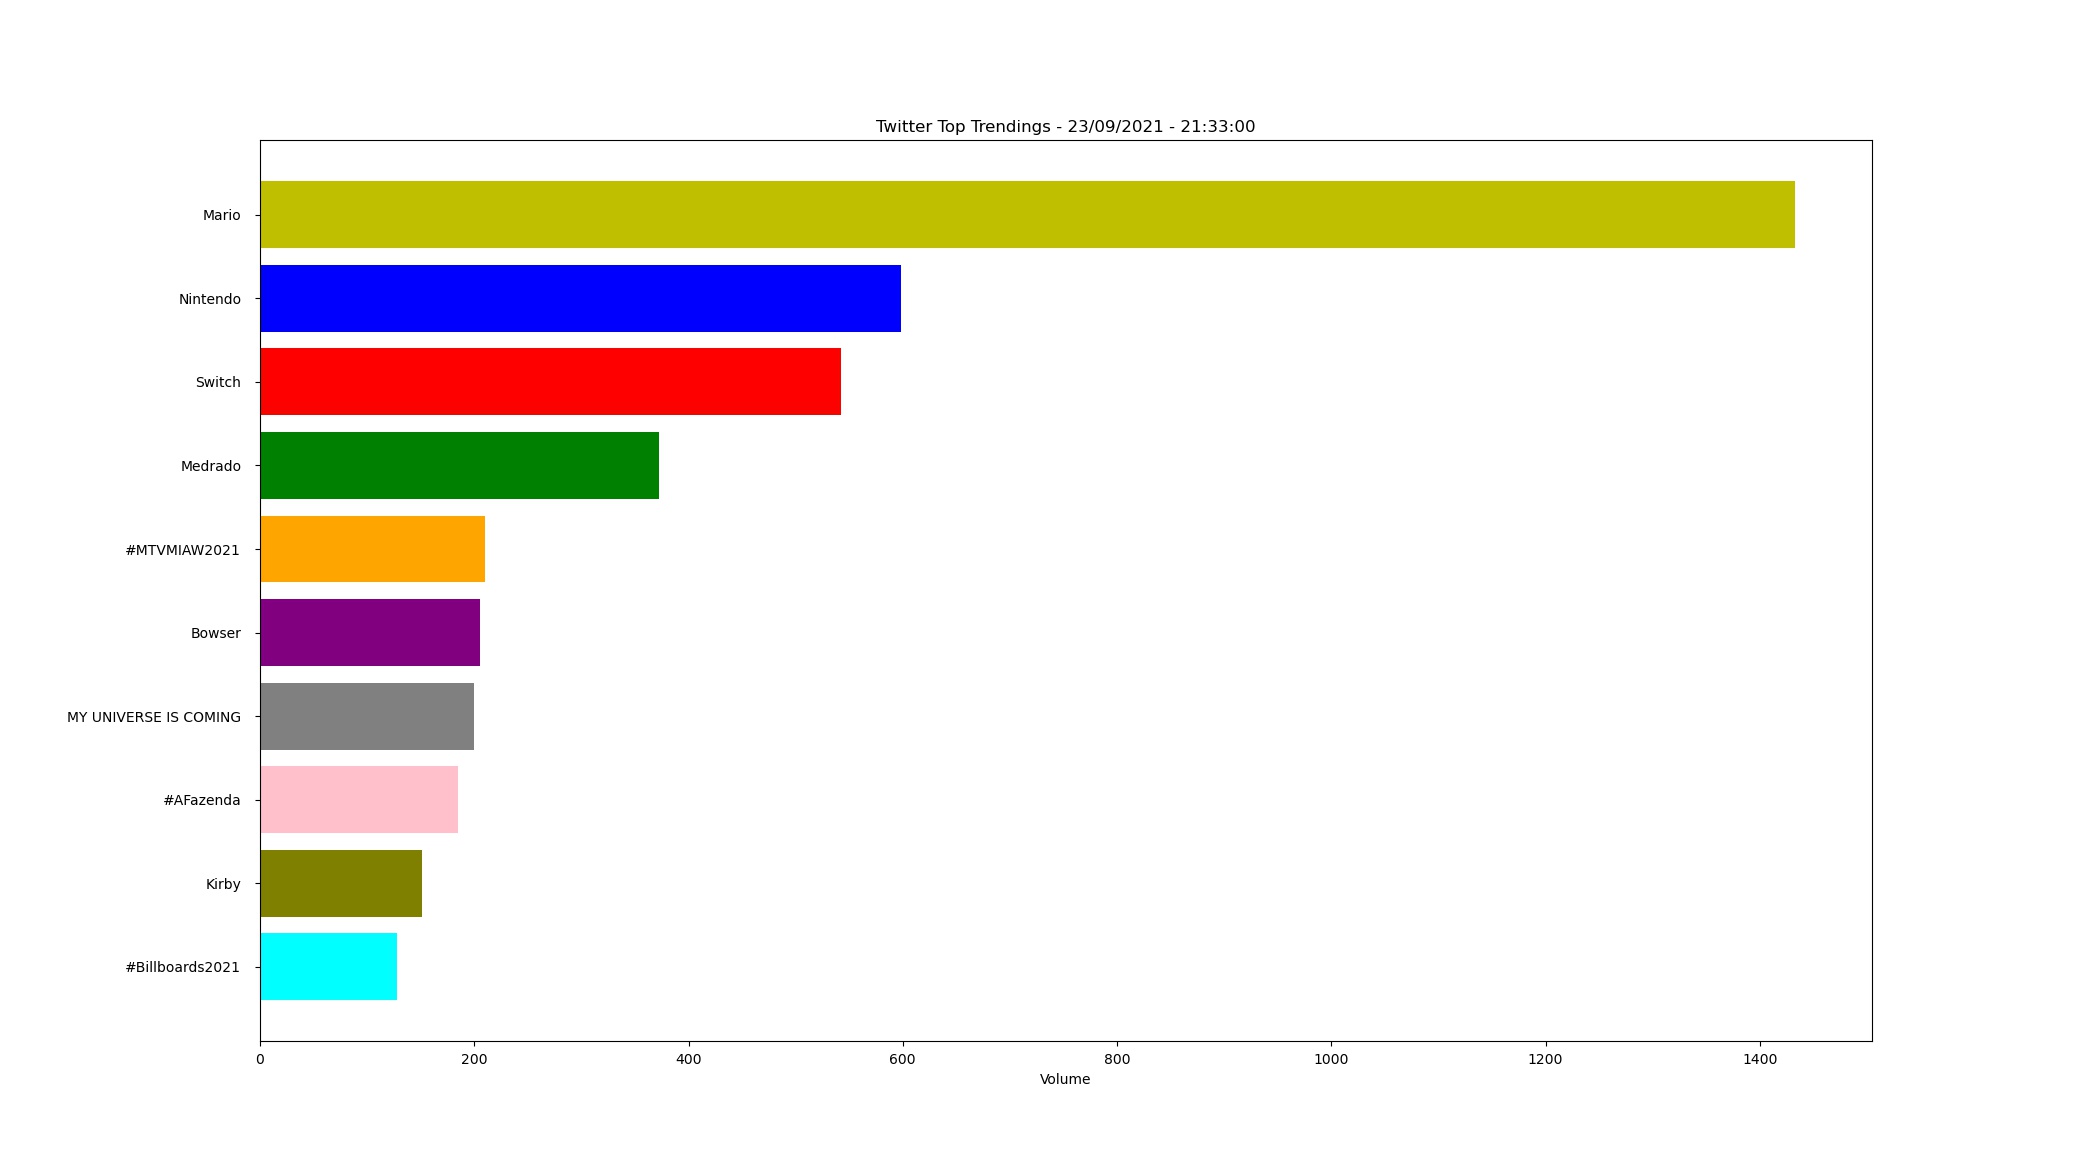 Twitter Top Trendings - 23/09/2021 - 21:33:00
Mario
Nintendo
Switch
Medrado
#MTVMIAW2021
Bowser
MY UNIVERSE IS COMING
#AFazenda
Kirby
#Billboards2021
0 200 400 600 800 1000 1200 1400
Volume